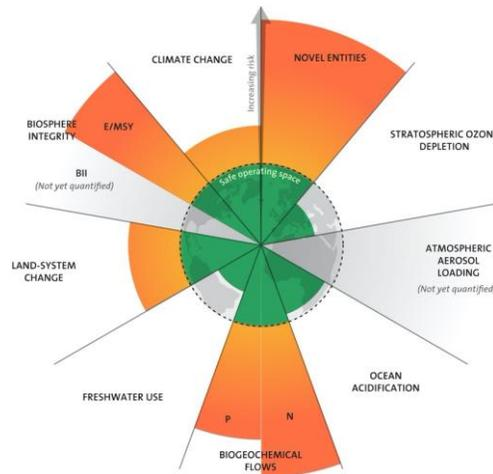 CLIMATE CHANGE
Increasing risk
NOVEL ENTITIES
STRATOSPHERIC OZON
DEPLETION
ATMOSPHERIC
AEROSOL
LOADING
(Not yet quantified)
OCEAN
ACIDIFICATION
N
P
BIOGEOCHEMICAL
FLOWS
FRESHWATER USE
LAND-SYSTEM
CHANGE
BII
(Not yet quantified)
BIOSPHERE
INTEGRITY
E/MSY
Safe operating space